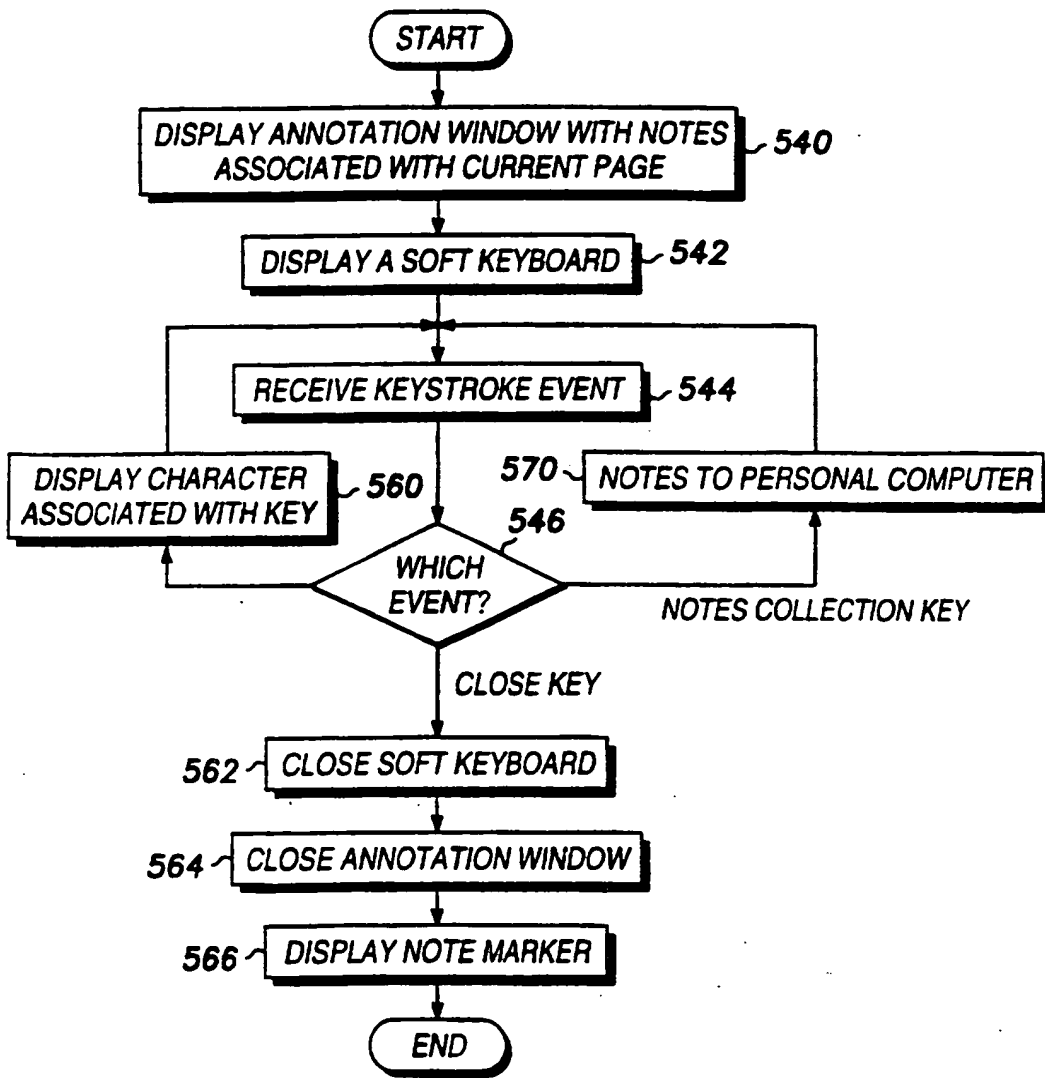 START
DISPLAY ANNOTATION WINDOW WITH NOTES
ASSOCIATED WITH CURRENT PAGE
540
DISPLAY A SOFT KEYBOARD
542
RECEIVE KEYSTROKE EVENT
544
DISPLAY CHARACTER
ASSOCIATED WITH KEY
560
570
NOTES TO PERSONAL COMPUTER
546
WHICH
EVENT?
NOTES COLLECTION KEY
CLOSE KEY
562
CLOSE SOFT KEYBOARD
564
CLOSE ANNOTATION WINDOW
566
DISPLAY NOTE MARKER
END